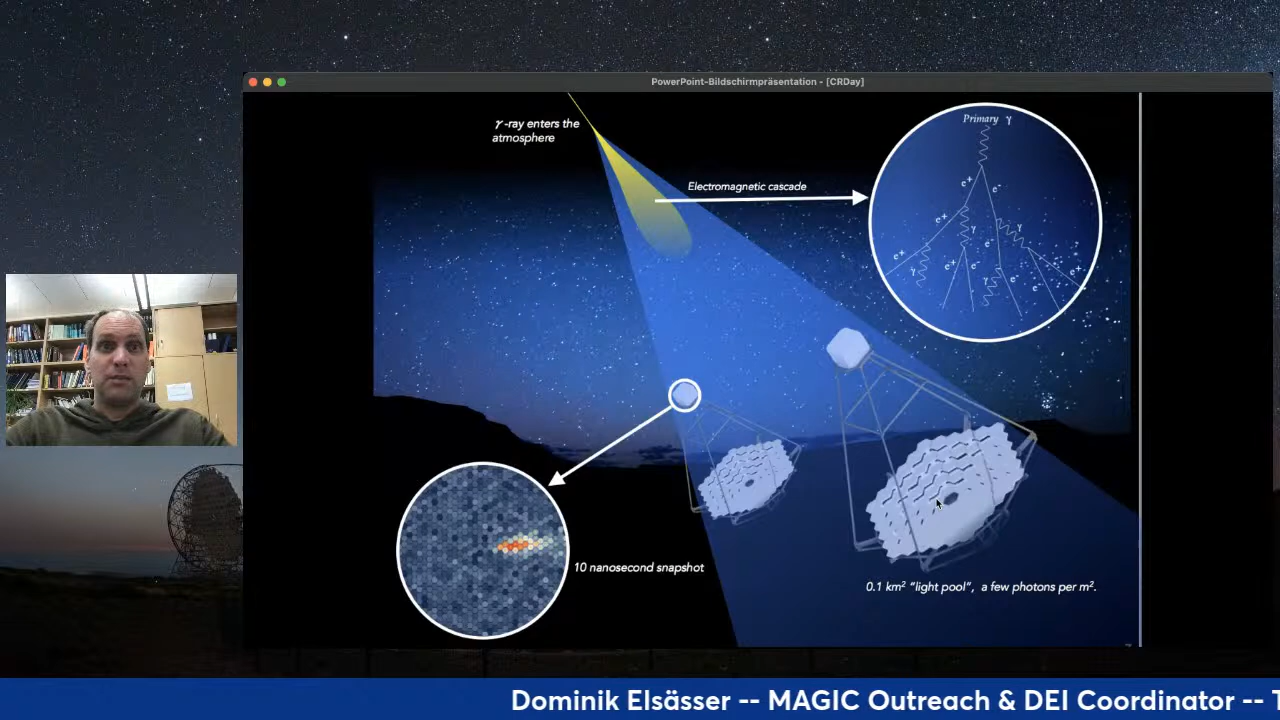 PowerPoint-Bildschirmpräsentation - [CRDay]
γ-ray enters the
atmosphere
Electromagnetic cascade
Primary γ
e+
e-
e+
γ
γ
e+
e-
e-
γ
e+
e-
γ
e-
e+
10 nanosecond snapshot
0.1 km² "light pool", a few photons per m².
Dominik Elsässer -- MAGIC Outreach & DEI Coordinator --